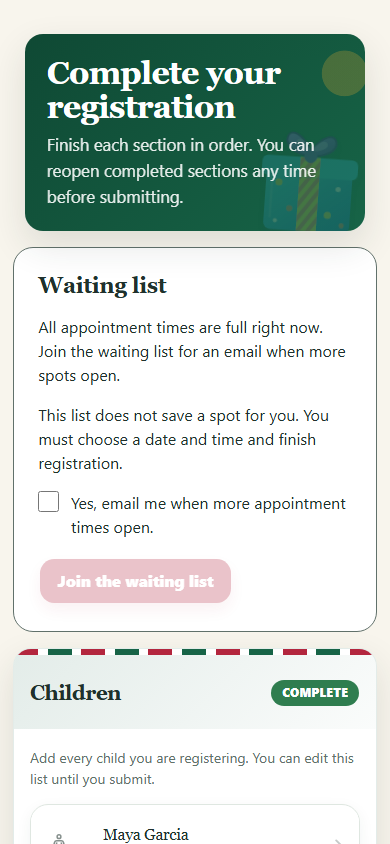 Complete your
registration
Finish each section in order. You can
reopen completed sections any time
before submitting.
Waiting list
All appointment times are full right now.
Join the waiting list for an email when more
spots open.
This list does not save a spot for you. You
must choose a date and time and finish
registration.
Yes, email me when more appointment
times open.
Join the waiting list
Children
COMPLETE
Add every child you are registering. You can edit this
list until you submit.
Maya Garcia